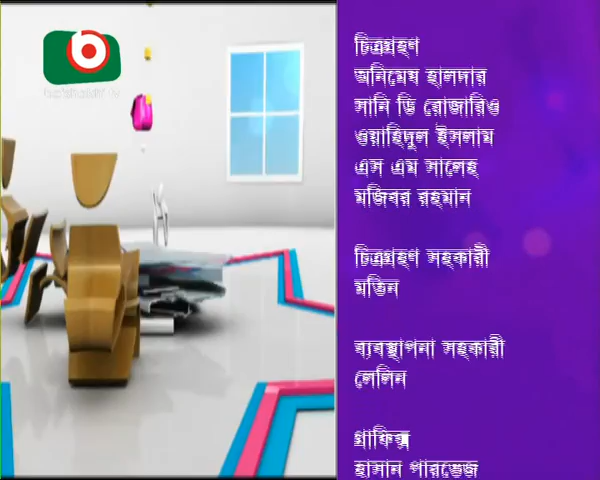 চিত্রগ্রহণ
অনিমেষ হালদার
সানি ডি রোজারিও
ওয়াহিদুল ইসলাম
এস এম সালেহ
মজিবর রহমান
চিত্রগ্রহণ সহকারী
মতিন
ব্যবস্থাপনা সহকারী
লেলিন
গ্রাফিক্স
হাসান পারভেজ